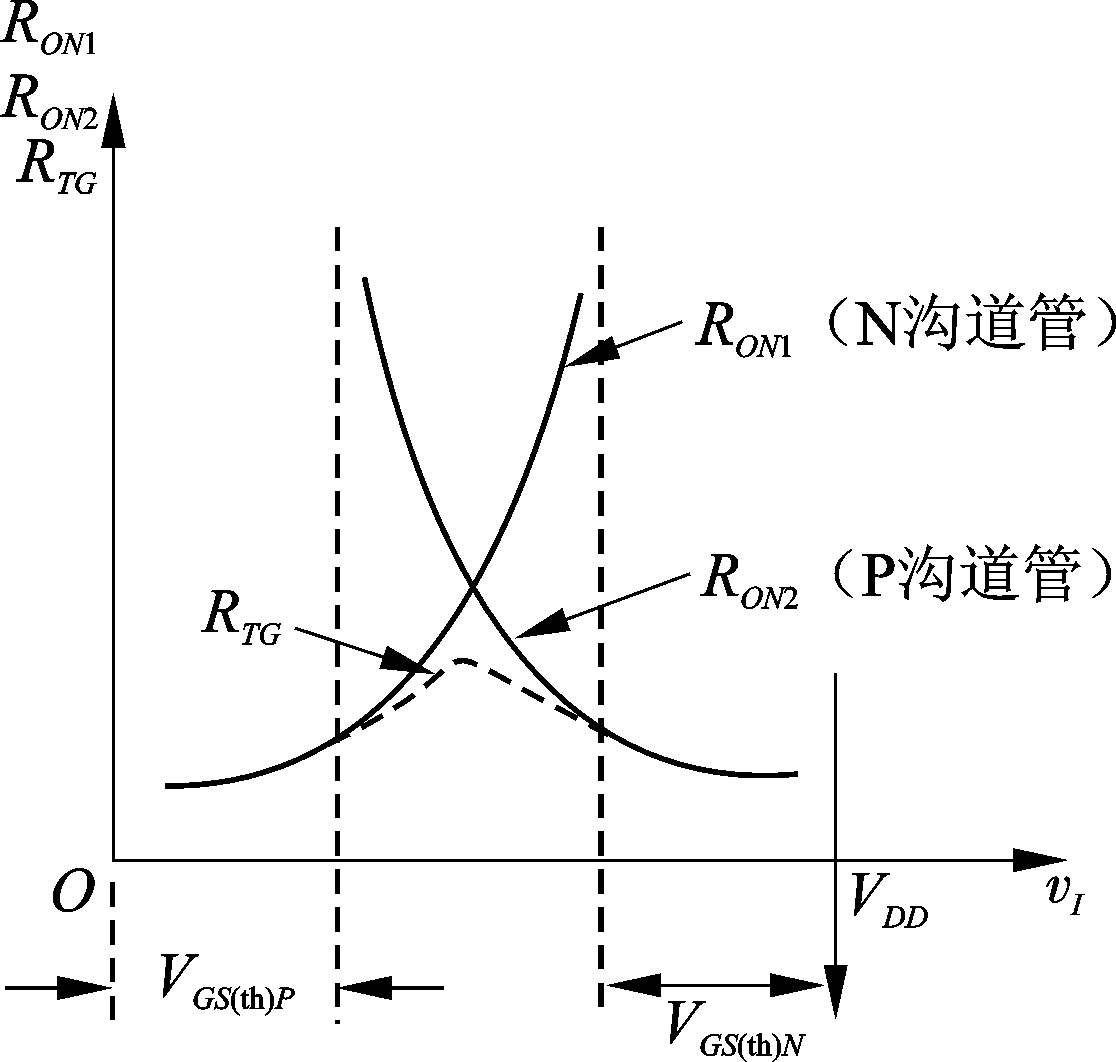 R_ON1
R_ON2
R_TG
R_ON1（N沟道管）
R_ON2（P沟道管）
R_TG
O
V_DD
v_I
V_GS(th)P
V_GS(th)N